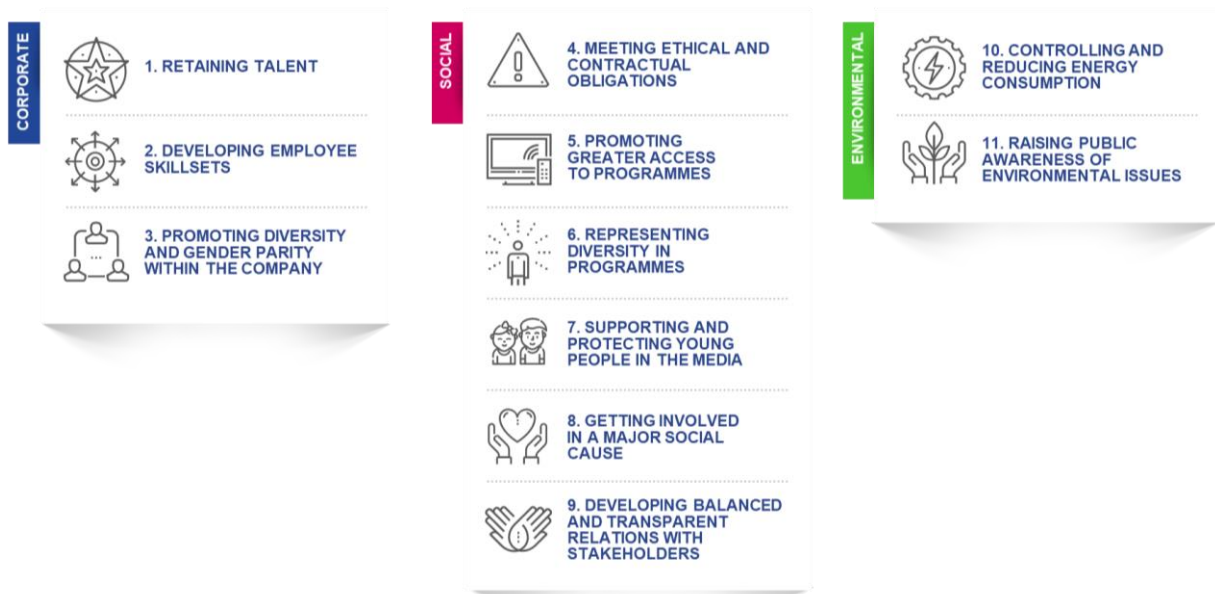 CORPORATE
1. RETAINING TALENT
2. DEVELOPING EMPLOYEE
SKILLSETS
3. PROMOTING DIVERSITY
AND GENDER PARITY
WITHIN THE COMPANY
SOCIAL
4. MEETING ETHICAL AND
CONTRACTUAL
OBLIGATIONS
5. PROMOTING
GREATER ACCESS
TO PROGRAMMES
6. REPRESENTING
DIVERSITY IN
PROGRAMMES
7. SUPPORTING AND
PROTECTING YOUNG
PEOPLE IN THE MEDIA
8. GETTING INVOLVED
IN A MAJOR SOCIAL
CAUSE
9. DEVELOPING BALANCED
AND TRANSPARENT
RELATIONS WITH
STAKEHOLDERS
ENVIRONMENTAL
10. CONTROLLING AND
REDUCING ENERGY
CONSUMPTION
11. RAISING PUBLIC
AWARENESS OF
ENVIRONMENTAL ISSUES